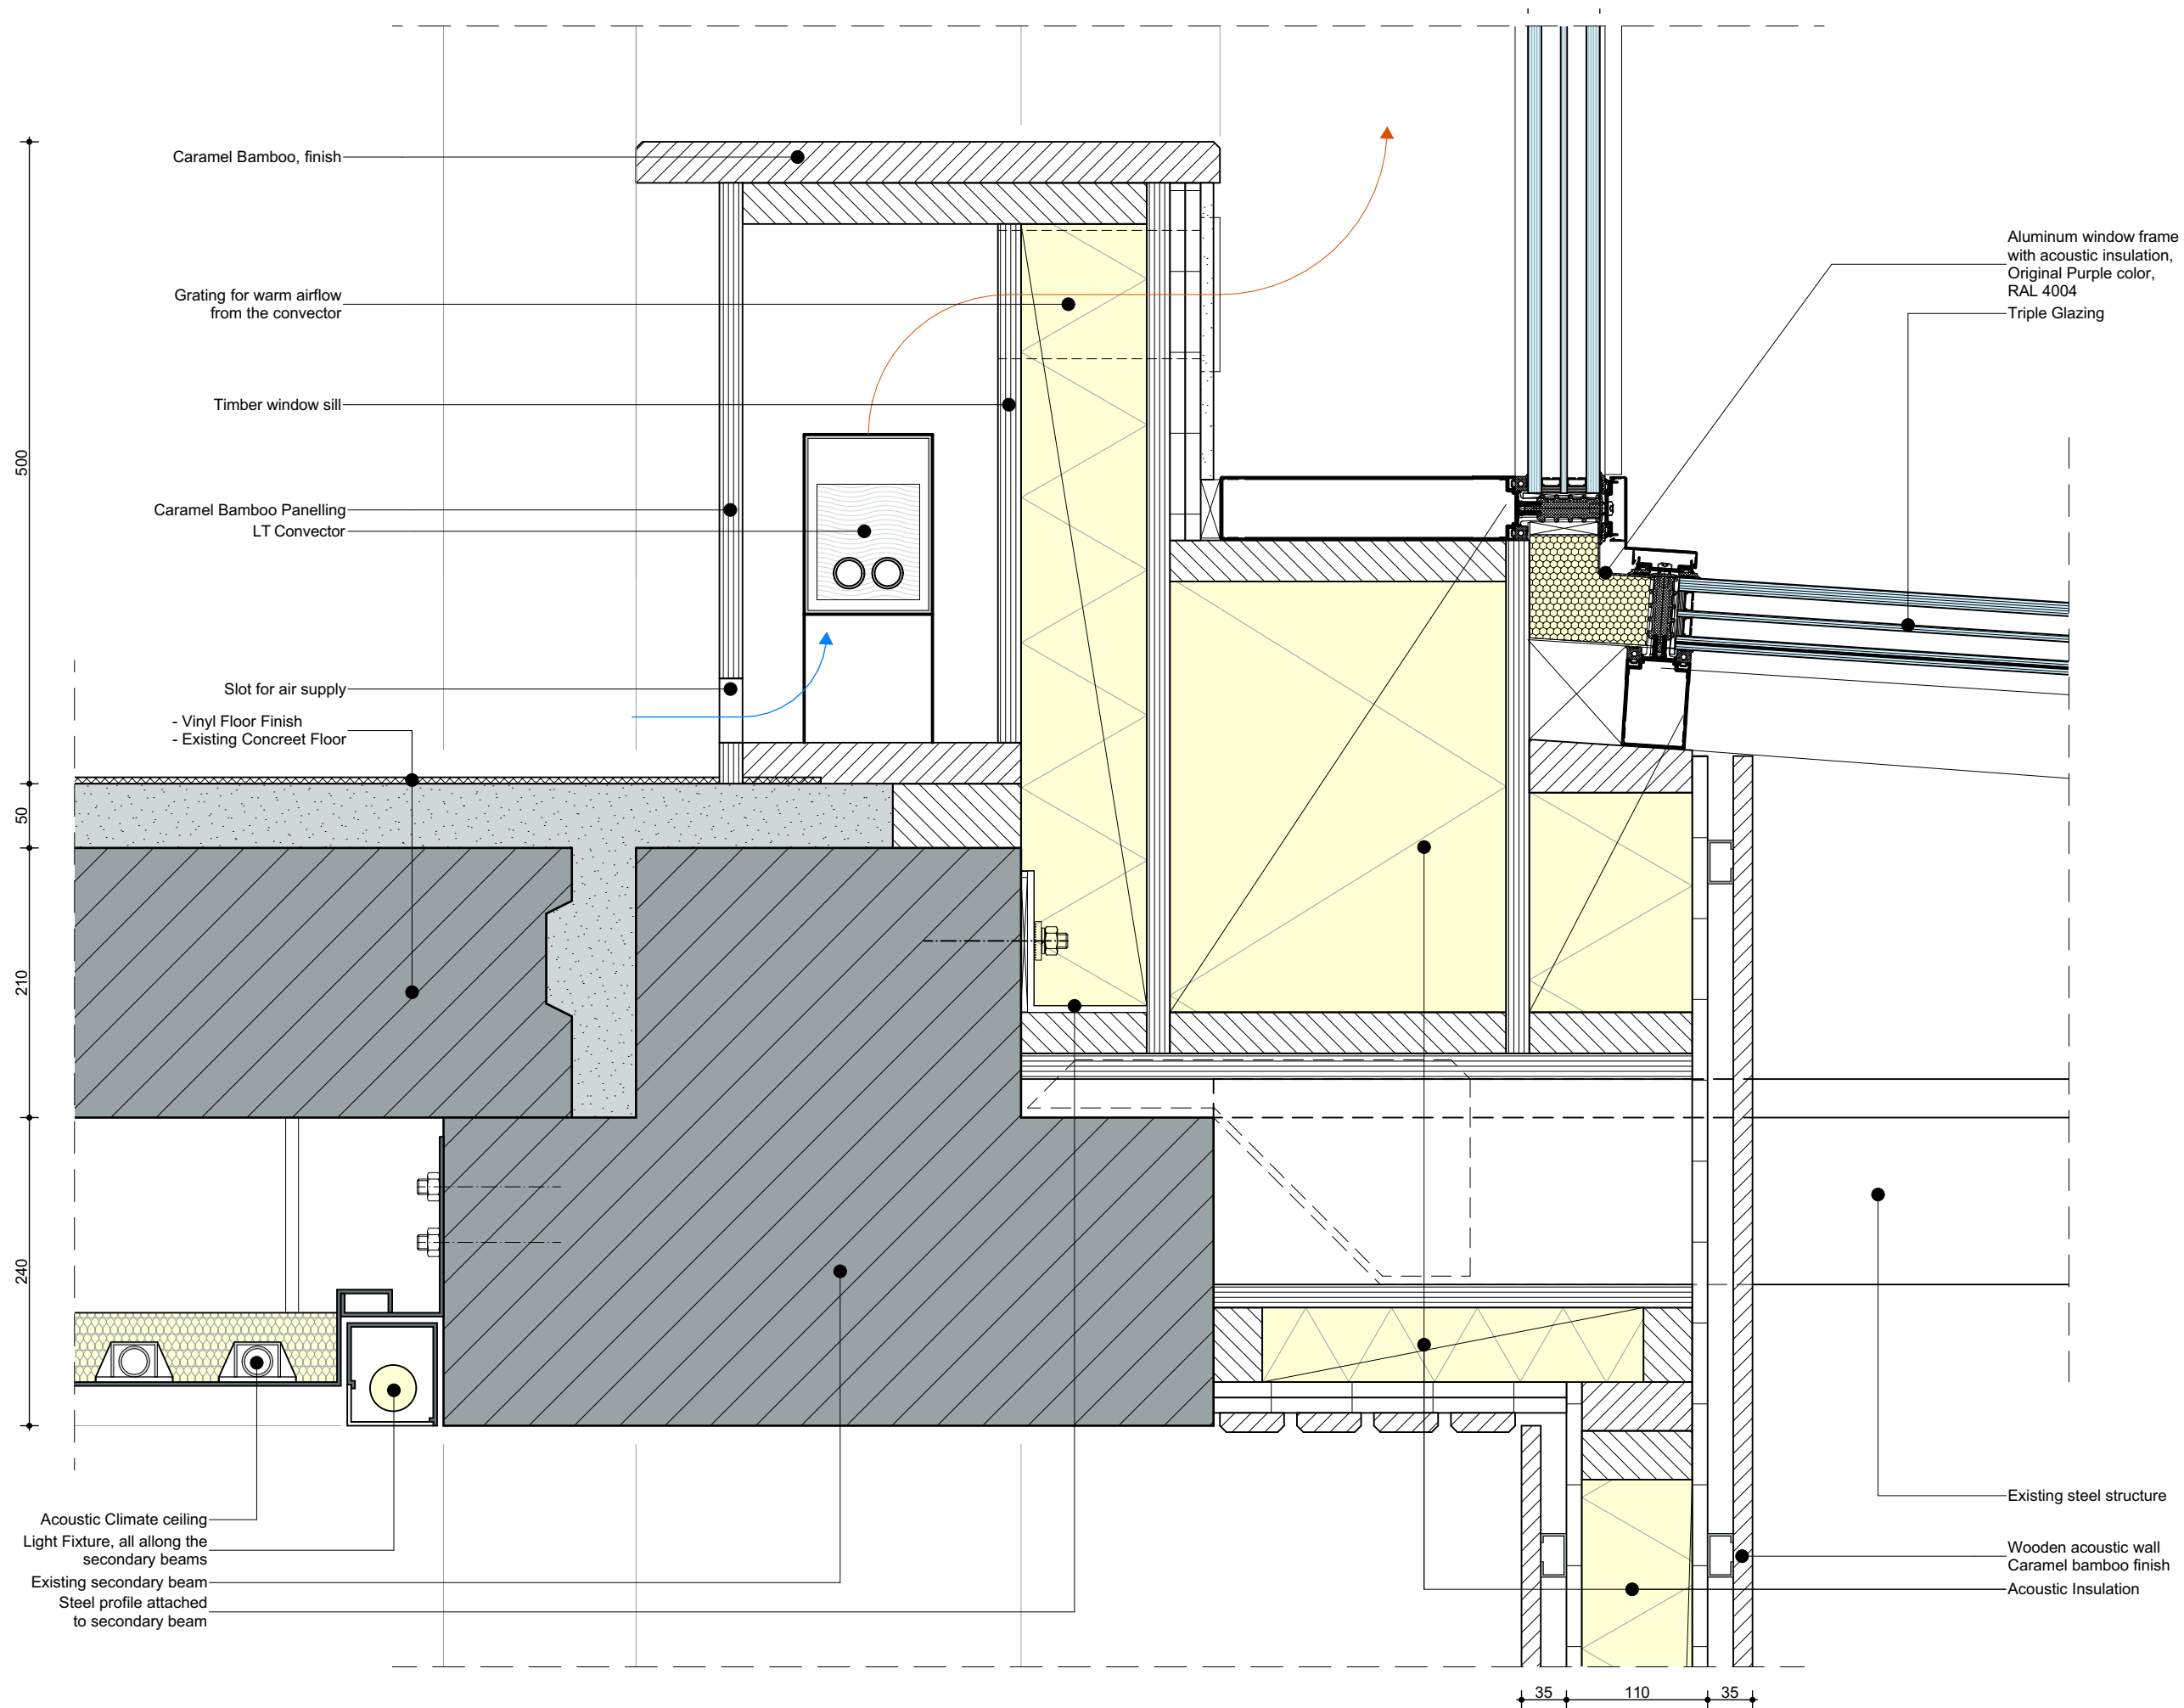 Caramel Bamboo, finish
Grating for warm airflow
from the convector
Timber window sill
Caramel Bamboo Panelling
LT Convector
Slot for air supply
- Vinyl Floor Finish
- Existing Concreet Floor
500
50
210
240
Acoustic Climate ceiling
Light Fixture, all allong the
secondary beams
Existing secondary beam
Steel profile attached
to secondary beam
Aluminum window frame
with acoustic insulation,
Original Purple color,
RAL 4004
Triple Glazing
Existing steel structure
Wooden acoustic wall
Caramel bamboo finish
Acoustic Insulation
35
110
35